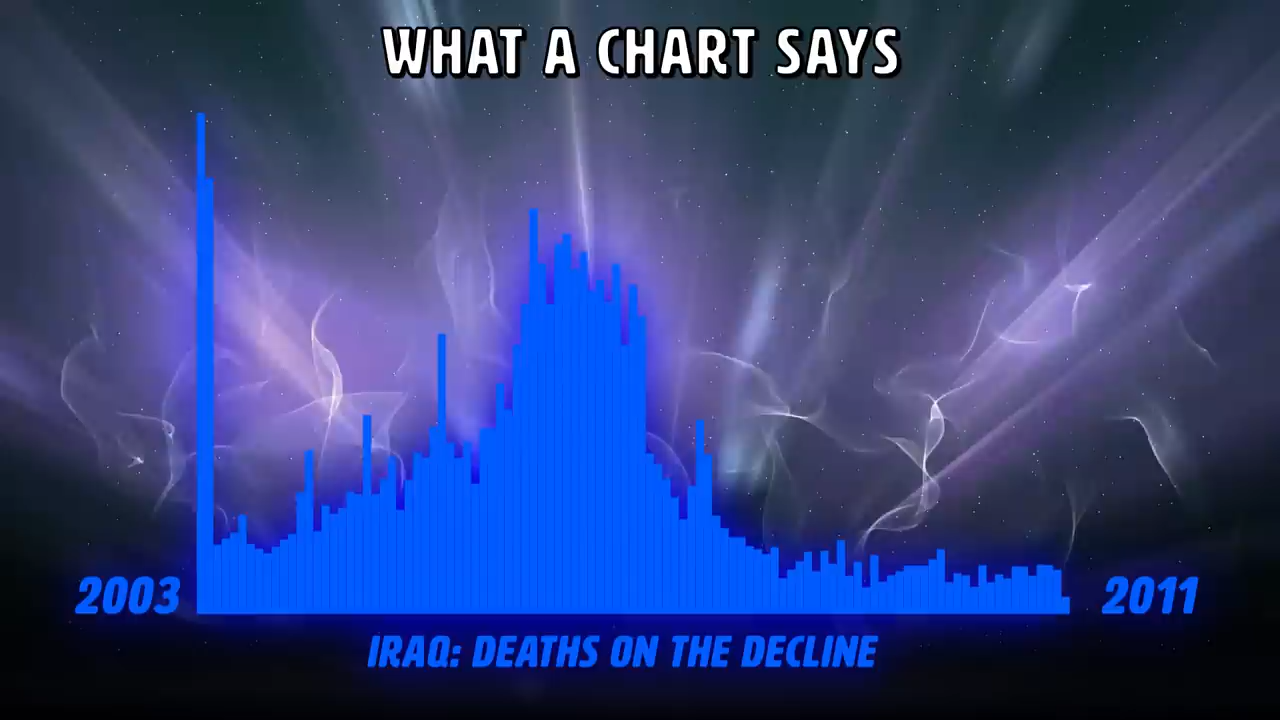 WHAT A CHART SAYS
2003
2011
IRAQ: DEATHS ON THE DECLINE